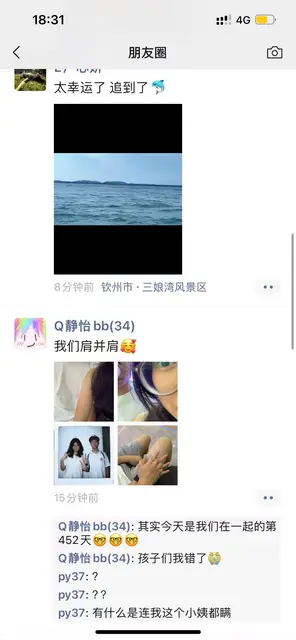 18:31
4G
朋友圈
太幸运了 追到了🐬
8分钟前 钦州市 · 三娘湾风景区
Q静怡bb(34)
我们肩并肩🥰
15分钟前
Q静怡bb(34): 其实今天是我们在一起的第
452天🤓🤓🤓
Q静怡bb(34): 孩子们我错了😭
py37: ?
py37: ? ?
py37: 有什么是连我这个小姨都瞒